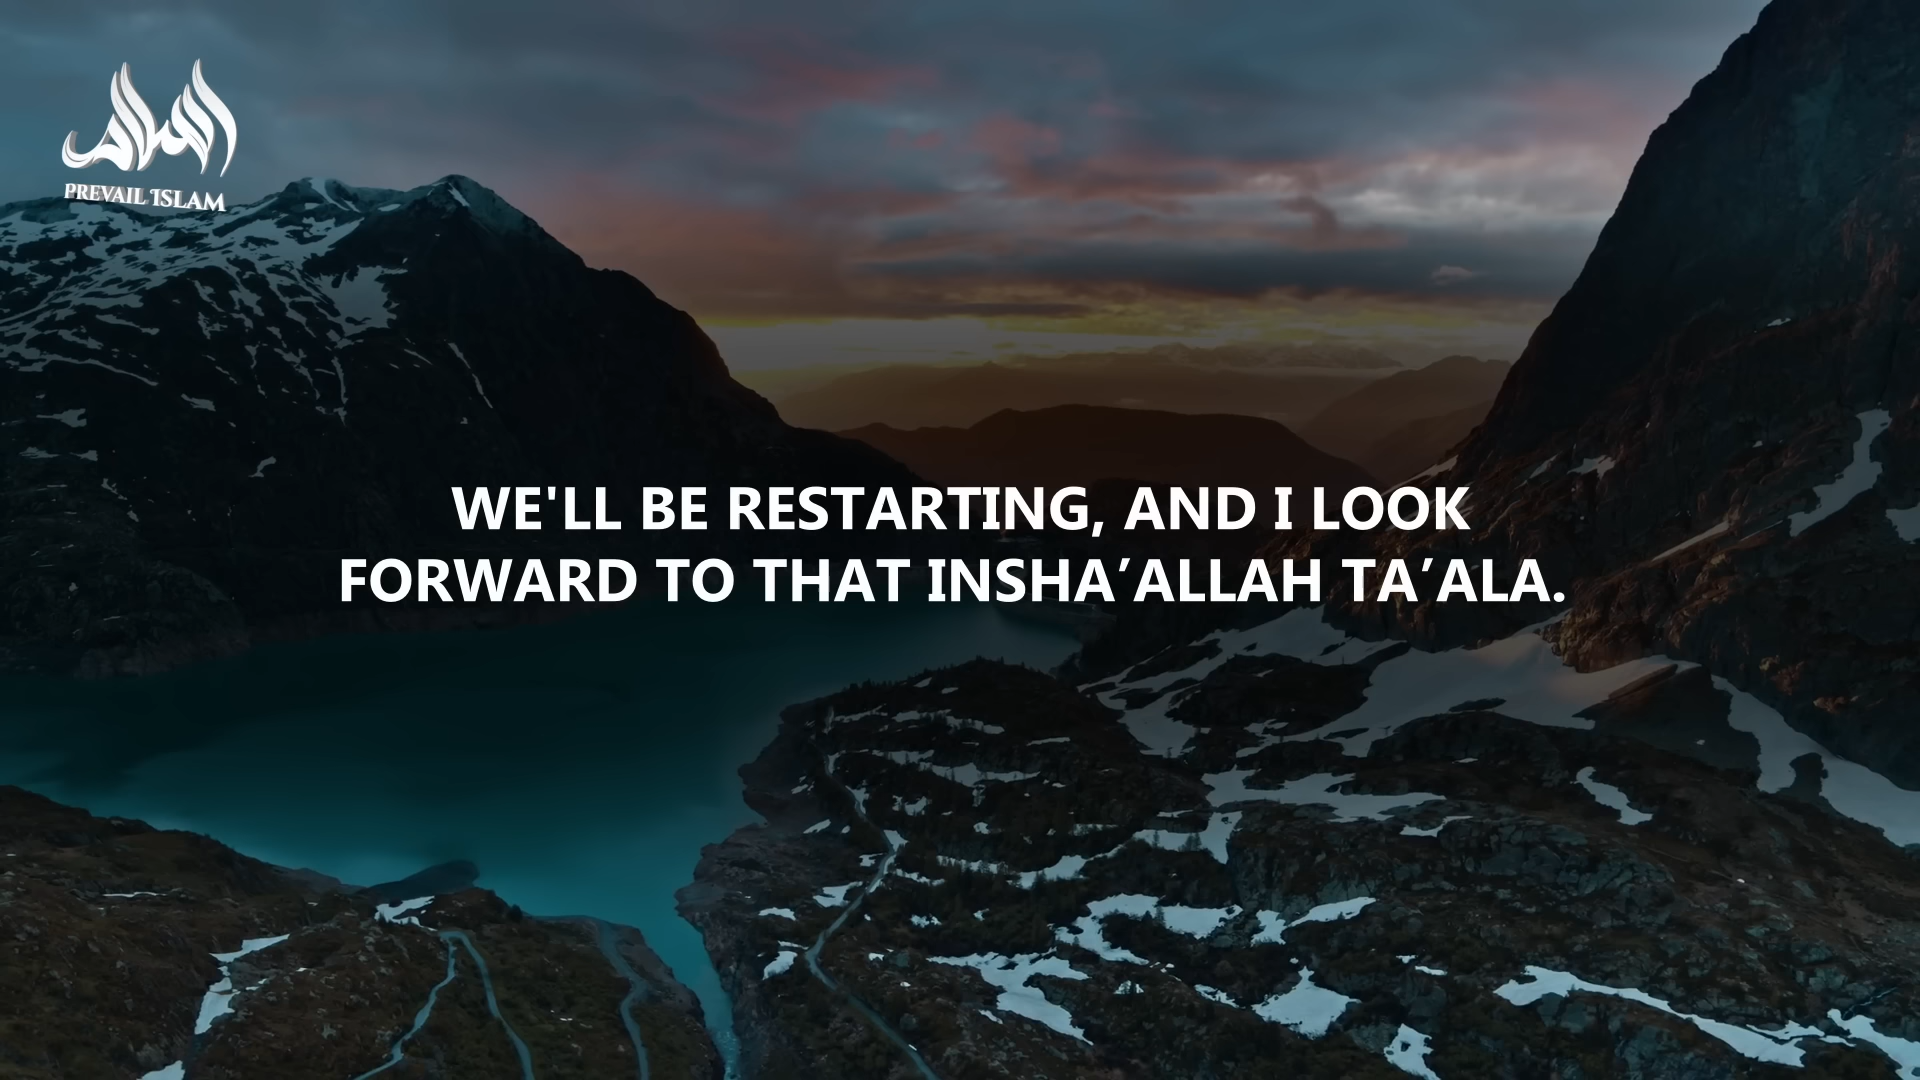 PREVAIL ISLAM
WE'LL BE RESTARTING, AND I LOOK
FORWARD TO THAT INSHA’ALLAH TA’ALA.